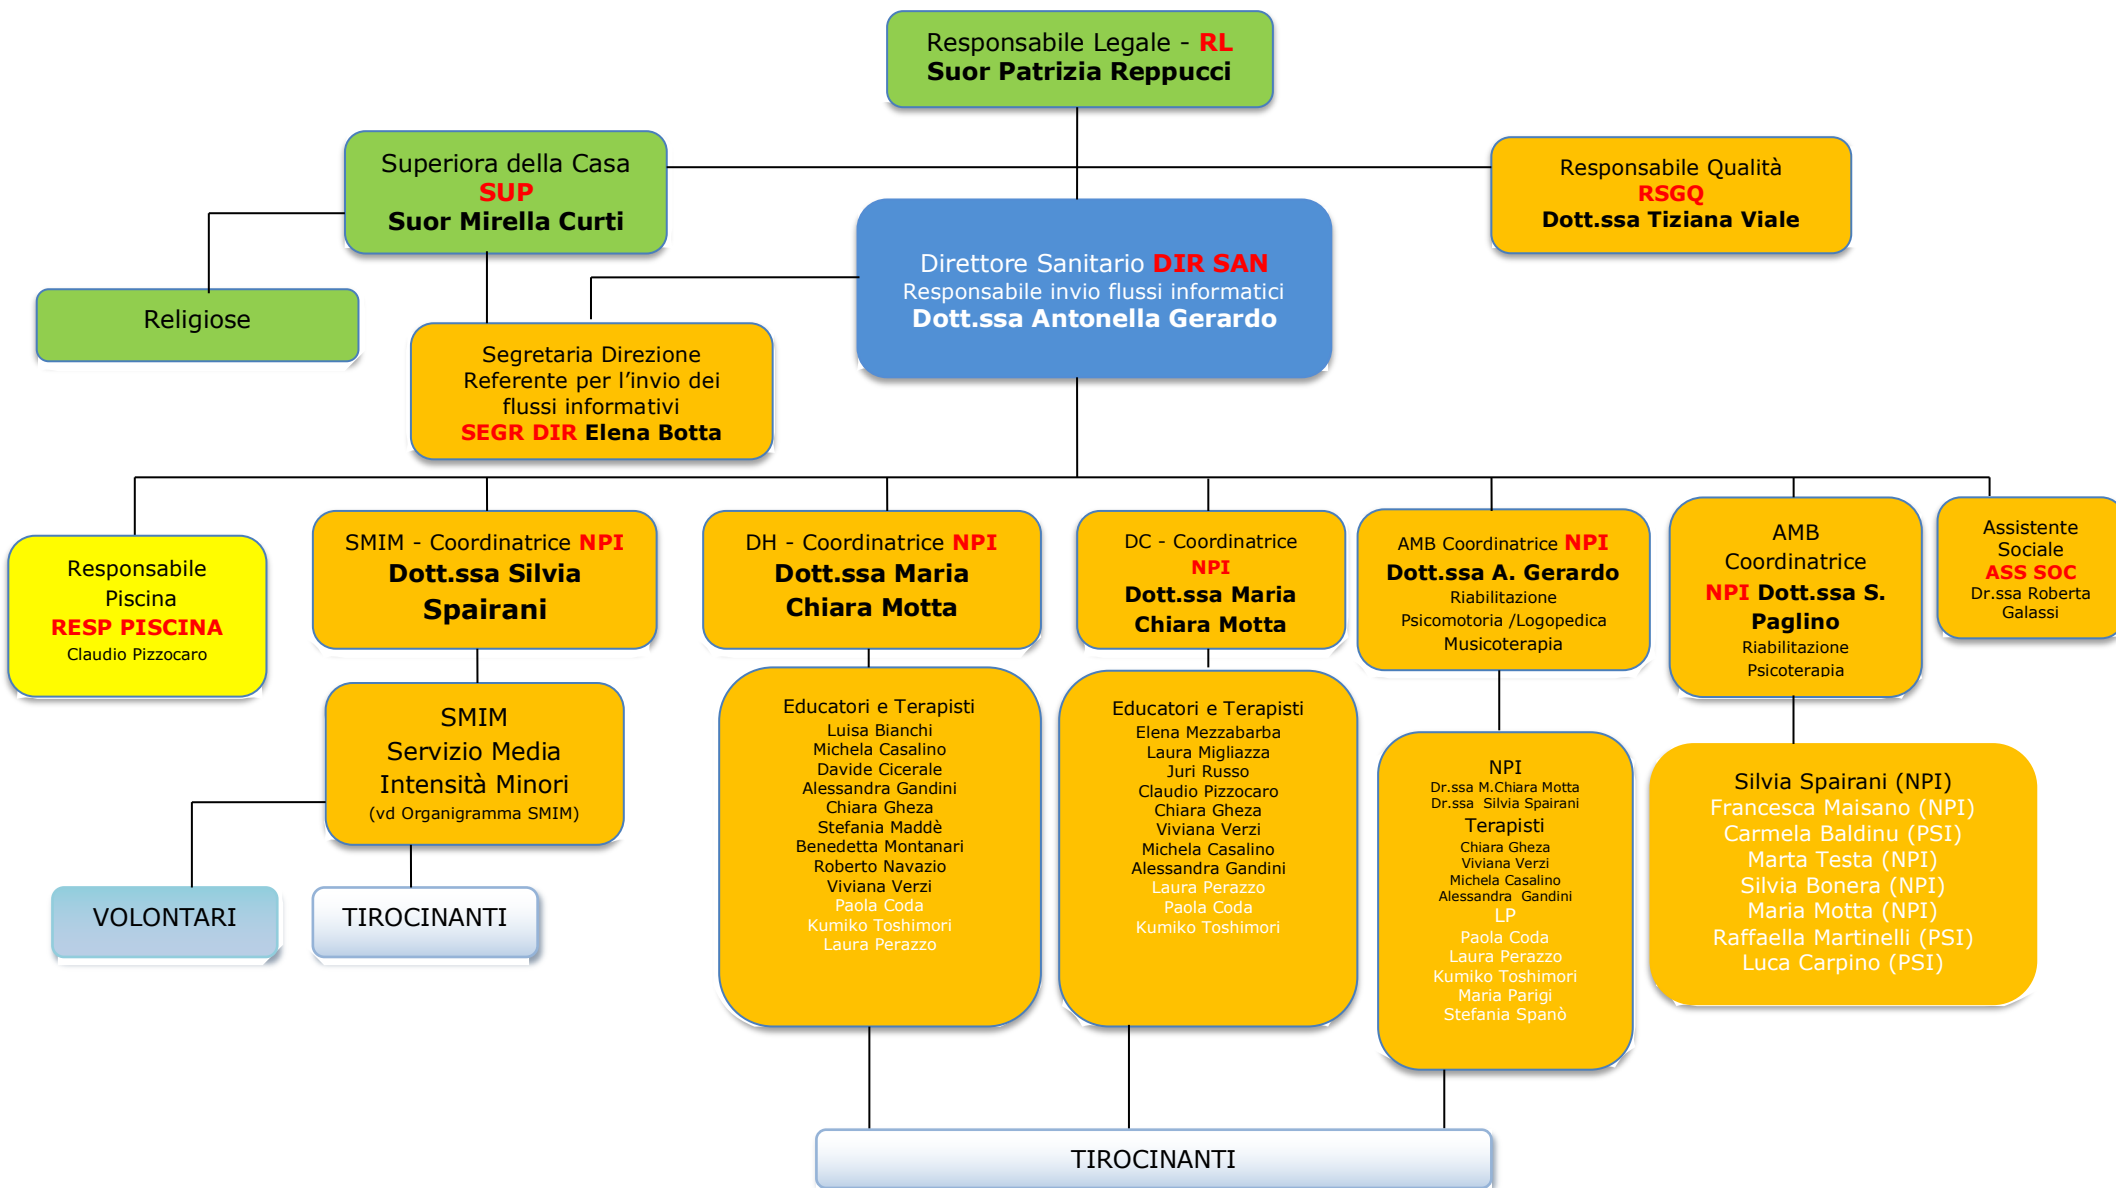 Responsabile Legale - RL
Suor Patrizia Reppucci
Superiora della Casa
SUP
Suor Mirella Curti
Responsabile Qualità
RSGQ
Dott.ssa Tiziana Viale
Direttore Sanitario DIR SAN
Responsabile invio flussi informatici
Dott.ssa Antonella Gerardo
Religiose
Segretaria Direzione
Referente per l’invio dei
flussi informativi
SEGR DIR Elena Botta
Responsabile
Piscina
RESP PISCINA
Claudio Pizzocaro
SMIM - Coordinatrice NPI
Dott.ssa Silvia
Spairani
DH - Coordinatrice NPI
Dott.ssa Maria
Chiara Motta
DC - Coordinatrice
NPI
Dott.ssa Maria
Chiara Motta
AMB Coordinatrice NPI
Dott.ssa A. Gerardo
Riabilitazione
Psicomotoria /Logopedica
Musicoterapia
AMB
Coordinatrice
NPI Dott.ssa S.
Paglino
Riabilitazione
Psicoterapia
Assistente
Sociale
ASS SOC
Dr.ssa Roberta
Galassi
SMIM
Servizio Media
Intensità Minori
(vd Organigramma SMIM)
VOLONTARI
TIROCINANTI
Educatori e Terapisti
Luisa Bianchi
Michela Casalino
Davide Cicerale
Alessandra Gandini
Chiara Gheza
Stefania Maddè
Benedetta Montanari
Roberto Navazio
Viviana Verzi
Paola Coda
Kumiko Toshimori
Laura Perazzo
Educatori e Terapisti
Elena Mezzabarba
Laura Migliazza
Juri Russo
Claudio Pizzocaro
Chiara Gheza
Viviana Verzi
Michela Casalino
Alessandra Gandini
Laura Perazzo
Paola Coda
Kumiko Toshimori
NPI
Dr.ssa M.Chiara Motta
Dr.ssa Silvia Spairani
Terapisti
Chiara Gheza
Viviana Verzi
Michela Casalino
Alessandra Gandini
LP
Paola Coda
Laura Perazzo
Kumiko Toshimori
Maria Parigi
Stefania Spanò
Silvia Spairani (NPI)
Francesca Maisano (NPI)
Carmela Baldinu (PSI)
Marta Testa (NPI)
Silvia Bonera (NPI)
Maria Motta (NPI)
Raffaella Martinelli (PSI)
Luca Carpino (PSI)
TIROCINANTI